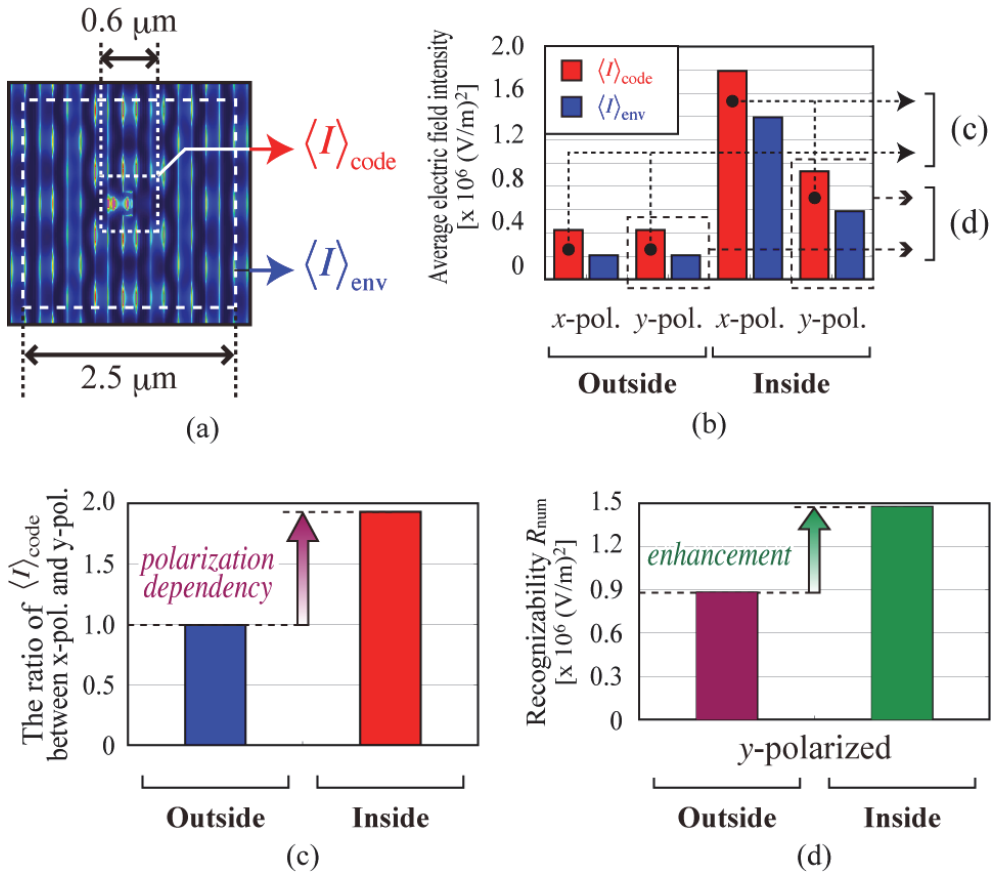 0.6 μm
⟨I⟩code
⟨I⟩env
2.5 μm
(a)
Average electric field intensity
[x 10⁶ (V/m)²]
2.0
1.6
1.2
0.8
0.4
0
⟨I⟩code
⟨I⟩env
(c)
(d)
x-pol. y-pol. x-pol. y-pol.
Outside Inside
(b)
The ratio of ⟨I⟩code
between x-pol. and y-pol.
2.0
1.5
1.0
0.5
0
polarization
dependency
Outside Inside
(c)
Recognizability Rnum
[x 10⁶ (V/m)²]
1.5
1.2
0.9
0.6
0.3
0
enhancement
y-polarized
Outside Inside
(d)